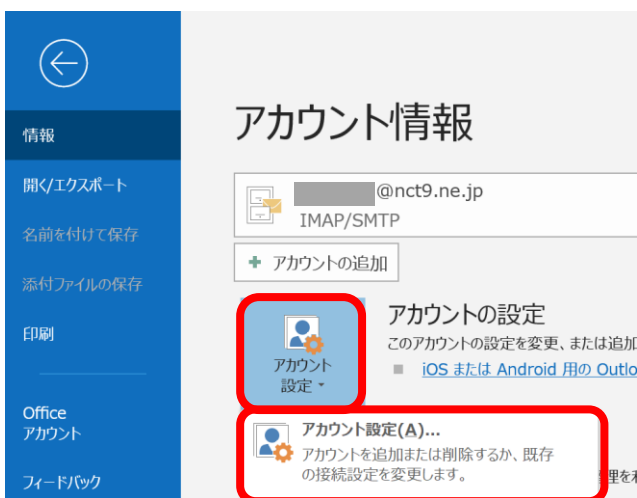 アカウント情報
情報
開く/エクスポート
名前を付けて保存
添付ファイルの保存
印刷
Office
アカウント
フィードバック
@nct9.ne.jp
IMAP/SMTP
+ アカウントの追加
アカウント
設定
アカウントの設定
このアカウントの設定を変更、または追加
iOS または Android 用の Outlo
アカウント設定(A)...
アカウントを追加または削除するか、既存
の接続設定を変更します。
理を